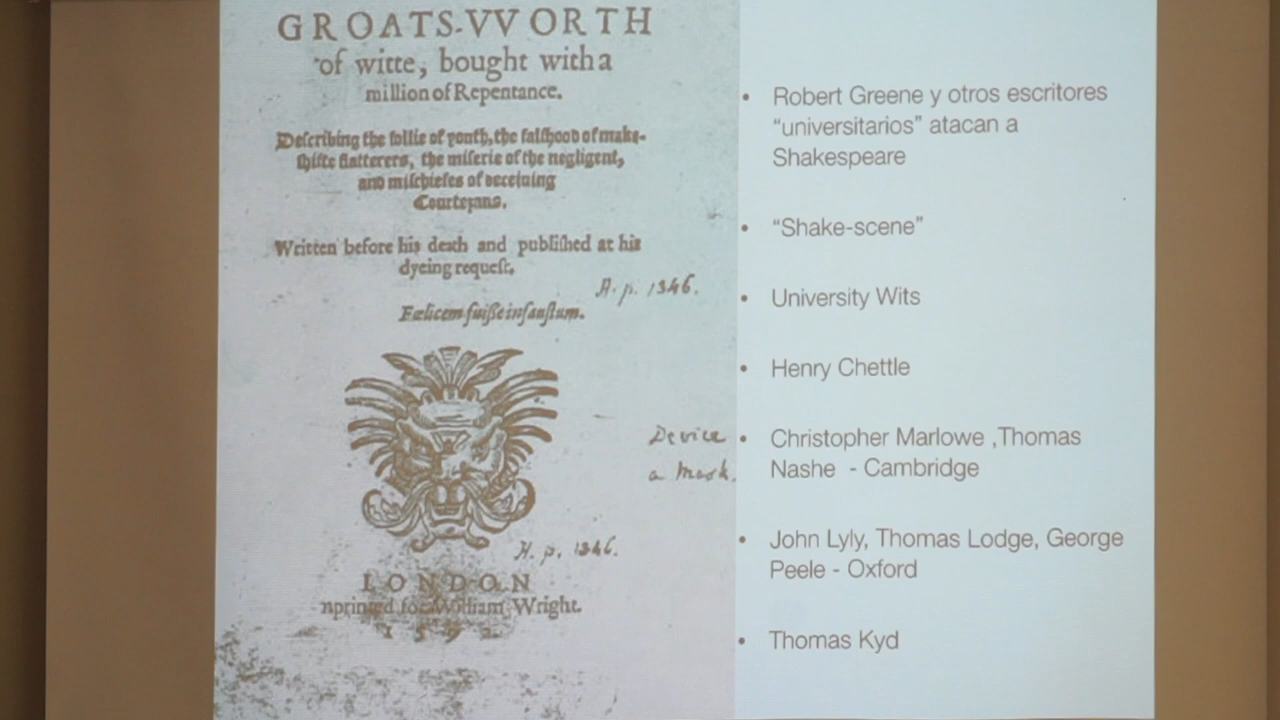 GROATS-VVORTH
of witte, bought with a
million of Repentance.
Describing the follie of youth, the falshood of make-
shifte flatterers, the miserie of the negligent,
and mischiefes of deceiuing
Courtezans.
Written before his death and published at his
dyeing request.
Fœlicem fuisse infaustum.
H. p. 1346.
Device
a mask.
H. p. 1346.
LONDON
nprinted for William Wright.
1592
• Robert Greene y otros escritores
“universitarios” atacan a
Shakespeare
• “Shake-scene”
• University Wits
• Henry Chettle
• Christopher Marlowe ,Thomas
Nashe - Cambridge
• John Lyly, Thomas Lodge, George
Peele - Oxford
• Thomas Kyd